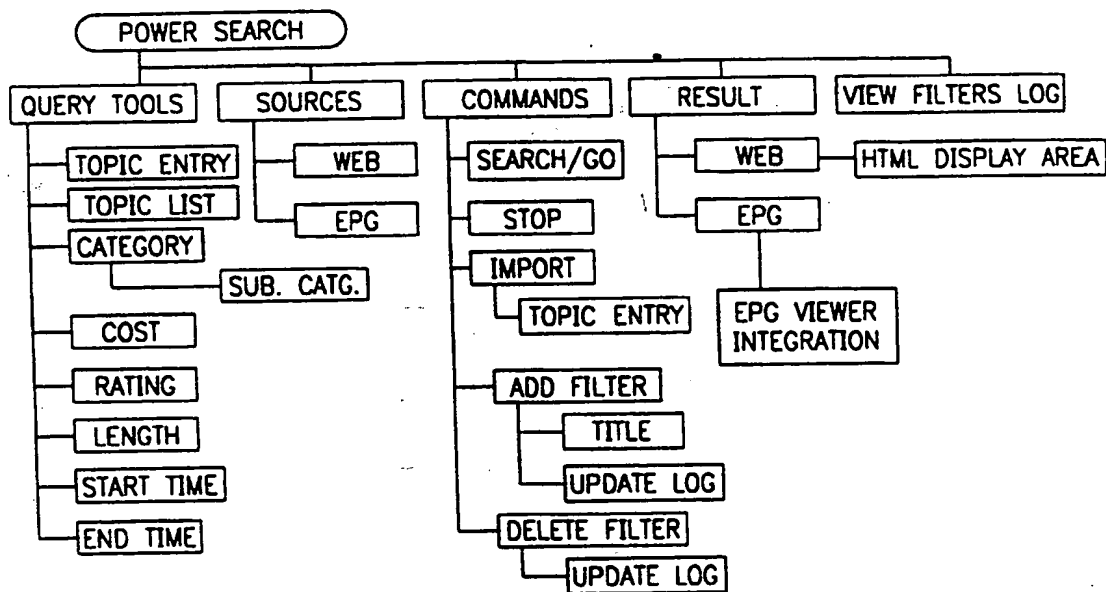 POWER SEARCH
QUERY TOOLS
TOPIC ENTRY
TOPIC LIST
CATEGORY
SUB. CATG.
COST
RATING
LENGTH
START TIME
END TIME
SOURCES
WEB
EPG
COMMANDS
SEARCH/GO
STOP
IMPORT
TOPIC ENTRY
ADD FILTER
TITLE
UPDATE LOG
DELETE FILTER
UPDATE LOG
RESULT
WEB
HTML DISPLAY AREA
EPG
EPG VIEWER
INTEGRATION
VIEW FILTERS LOG